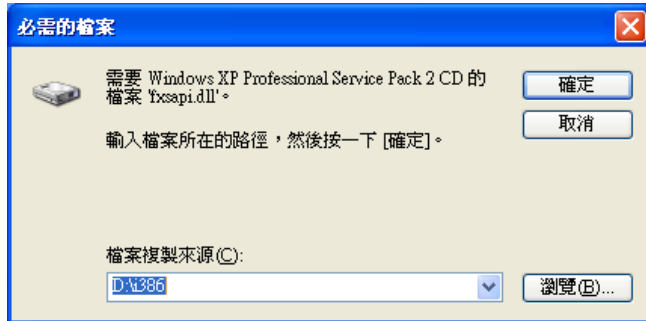 必需的檔案
需要 Windows XP Professional Service Pack 2 CD 的
檔案 'fxsapi.dll'。
確定
取消
輸入檔案所在的路徑，然後按一下 [確定]。
檔案複製來源(C):
D:\i386
瀏覽(B)...